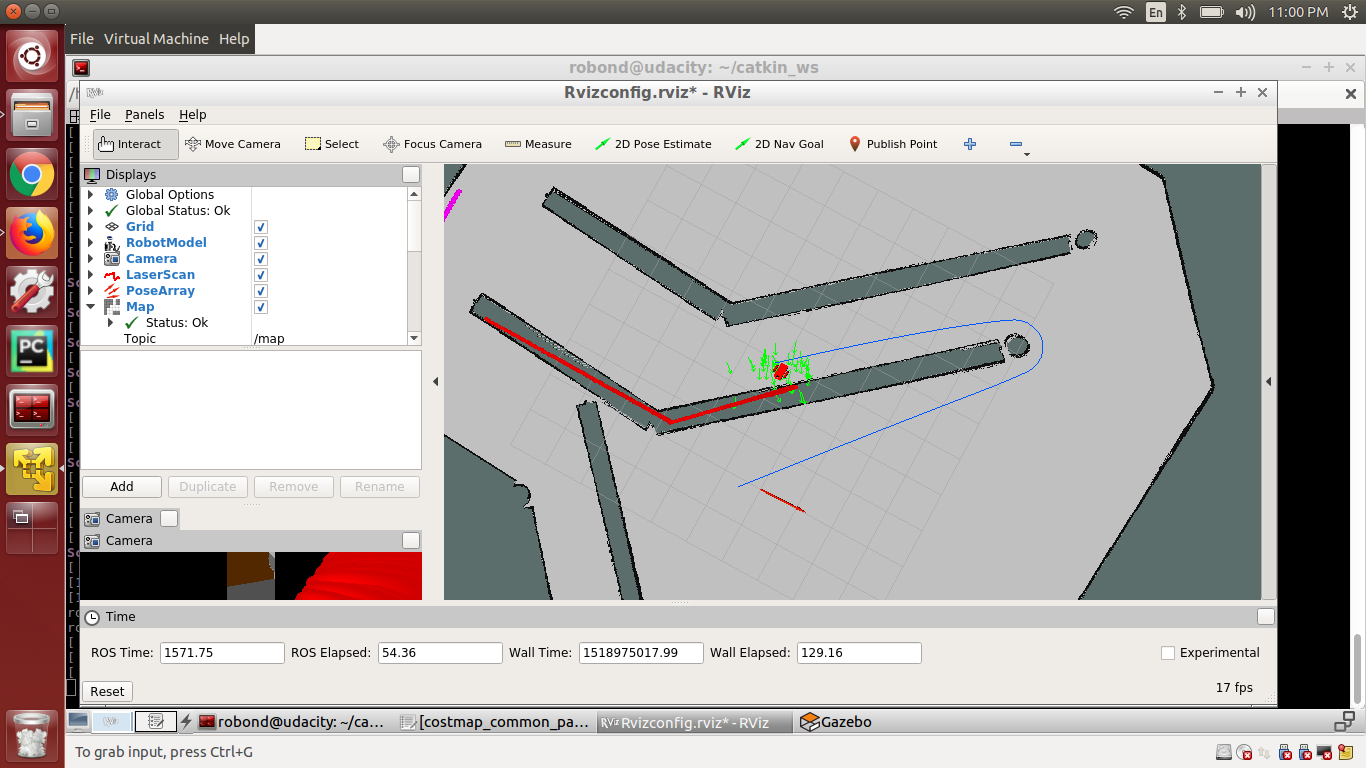 En
11:00 PM
File Virtual Machine Help
robond@udacity: ~/catkin_ws
Rvizconfig.rviz* - RViz
File Panels Help
Interact Move Camera Select Focus Camera Measure 2D Pose Estimate 2D Nav Goal Publish Point
Displays
Global Options
Global Status: Ok
Grid
RobotModel
Camera
LaserScan
PoseArray
Map
Status: Ok
Topic /map
Add Duplicate Remove Rename
Camera
Camera
Time
ROS Time: 1571.75 ROS Elapsed: 54.36 Wall Time: 1518975017.99 Wall Elapsed: 129.16 Experimental
Reset 17 fps
robond@udacity: ~/ca... [costmap_common_pa... Rvizconfig.rviz* - RViz Gazebo
To grab input, press Ctrl+G